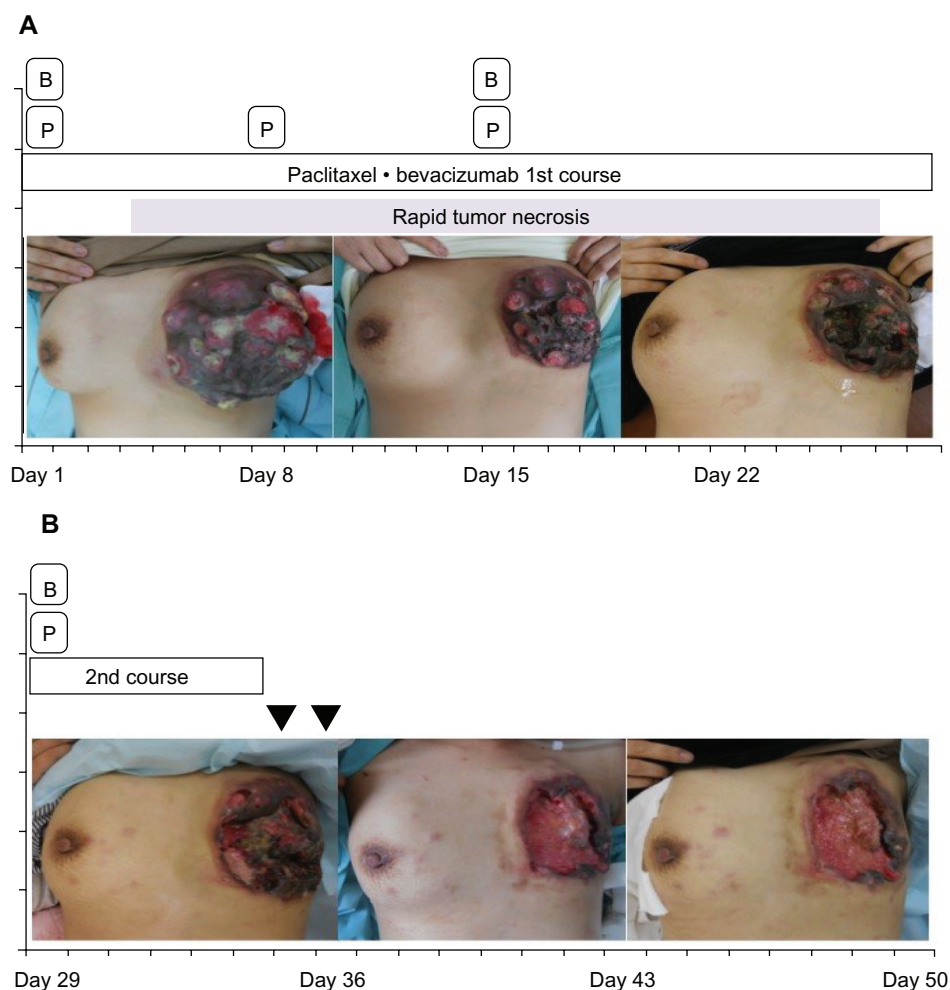 A
B
B
P
P
P
Paclitaxel • bevacizumab 1st course
Rapid tumor necrosis
Day 1
Day 8
Day 15
Day 22
B
B
P
2nd course
Day 29
Day 36
Day 43
Day 50